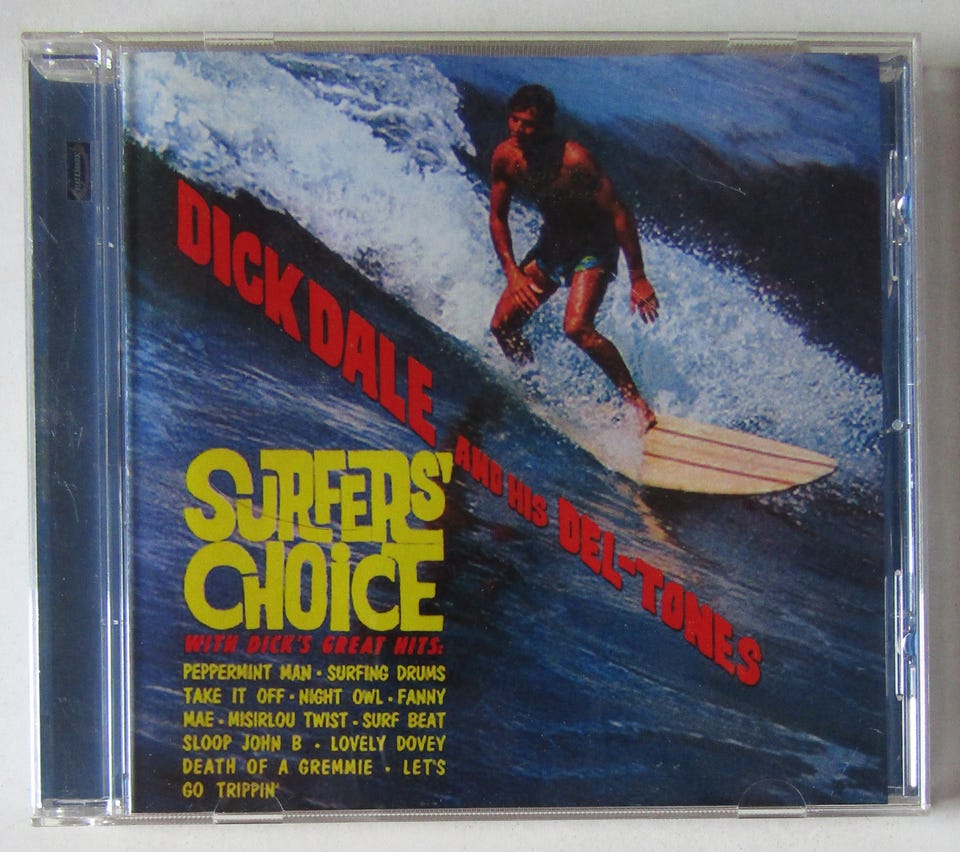 DICK DALE
AND HIS DEL-TONES
SURFERS'
CHOICE
WITH DICK'S GREAT HITS:
PEPPERMINT MAN · SURFING DRUMS
TAKE IT OFF · NIGHT OWL · FANNY
MAE · MISIRLOU TWIST · SURF BEAT
SLOOP JOHN B · LOVELY DOVEY
DEATH OF A GREMMIE · LET'S
GO TRIPPIN'